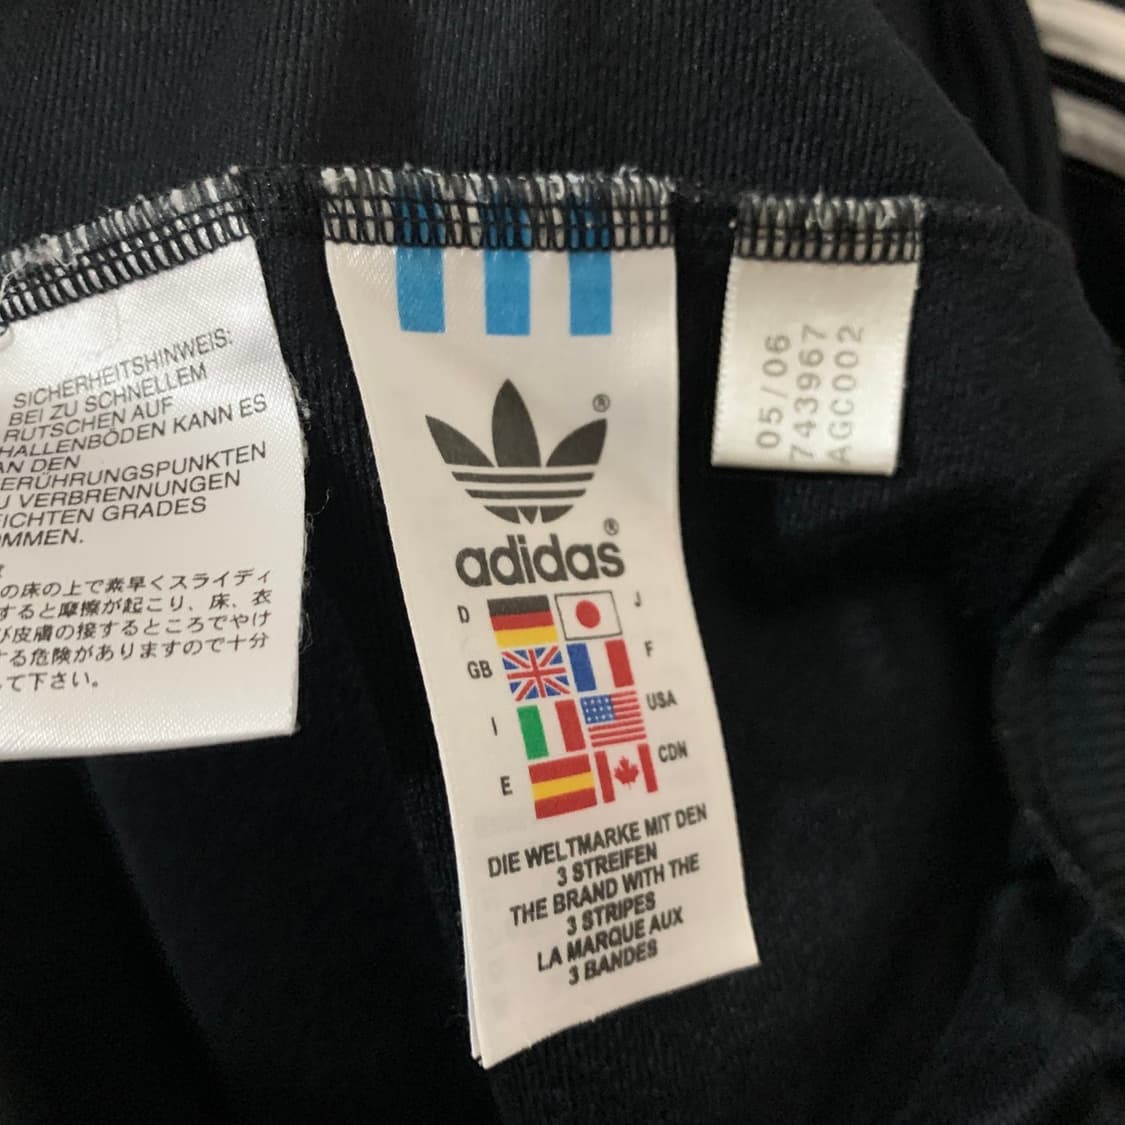 SICHERHEITSHINWEIS:
BEI ZU SCHNELLEM
RUTSCHEN AUF
HALLENBÖDEN KANN ES
AN DEN
ERÜHRUNGSPUNKTEN
U VERBRENNUNGEN
EICHTEN GRADES
OMMEN.
の床の上で素早くスライディ
すると摩擦が起こり、床、衣
び皮膚の接するところでやけ
する危険がありますので十分
して下さい。
®
adidas®
D J
GB F
I USA
E CDN
DIE WELTMARKE MIT DEN
3 STREIFEN
THE BRAND WITH THE
3 STRIPES
LA MARQUE AUX
3 BANDES
05/06
743967
AGC002